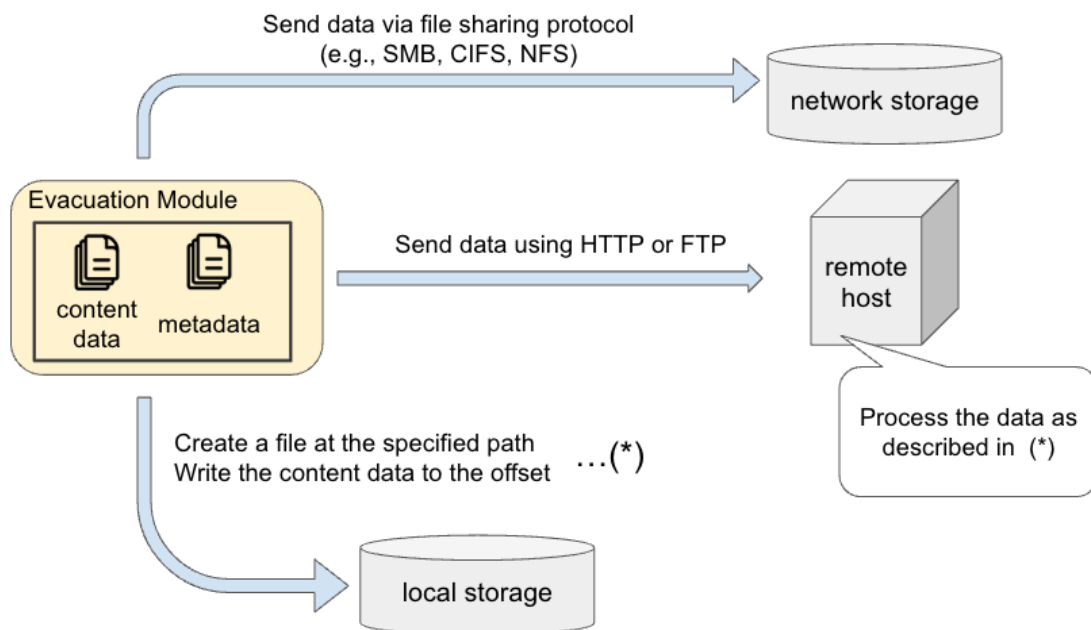 Send data via file sharing protocol
(e.g., SMB, CIFS, NFS)
network storage
Evacuation Module
content
data
metadata
Send data using HTTP or FTP
remote
host
Process the data as
described in (*)
Create a file at the specified path
Write the content data to the offset …(*)
local storage